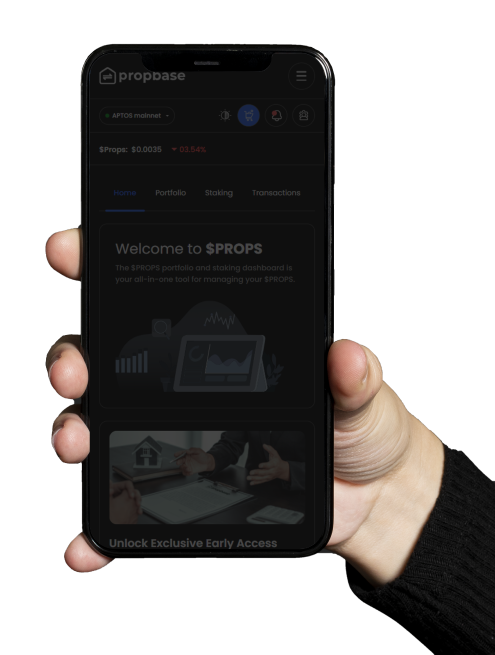 propbase
APTOS mainnet
$Props: $0.0035 03.54%
Home Portfolio Staking Transactions
Welcome to $PROPS
The $PROPS portfolio and staking dashboard is
your all-in-one tool for managing your $PROPS.
Unlock Exclusive Early Access